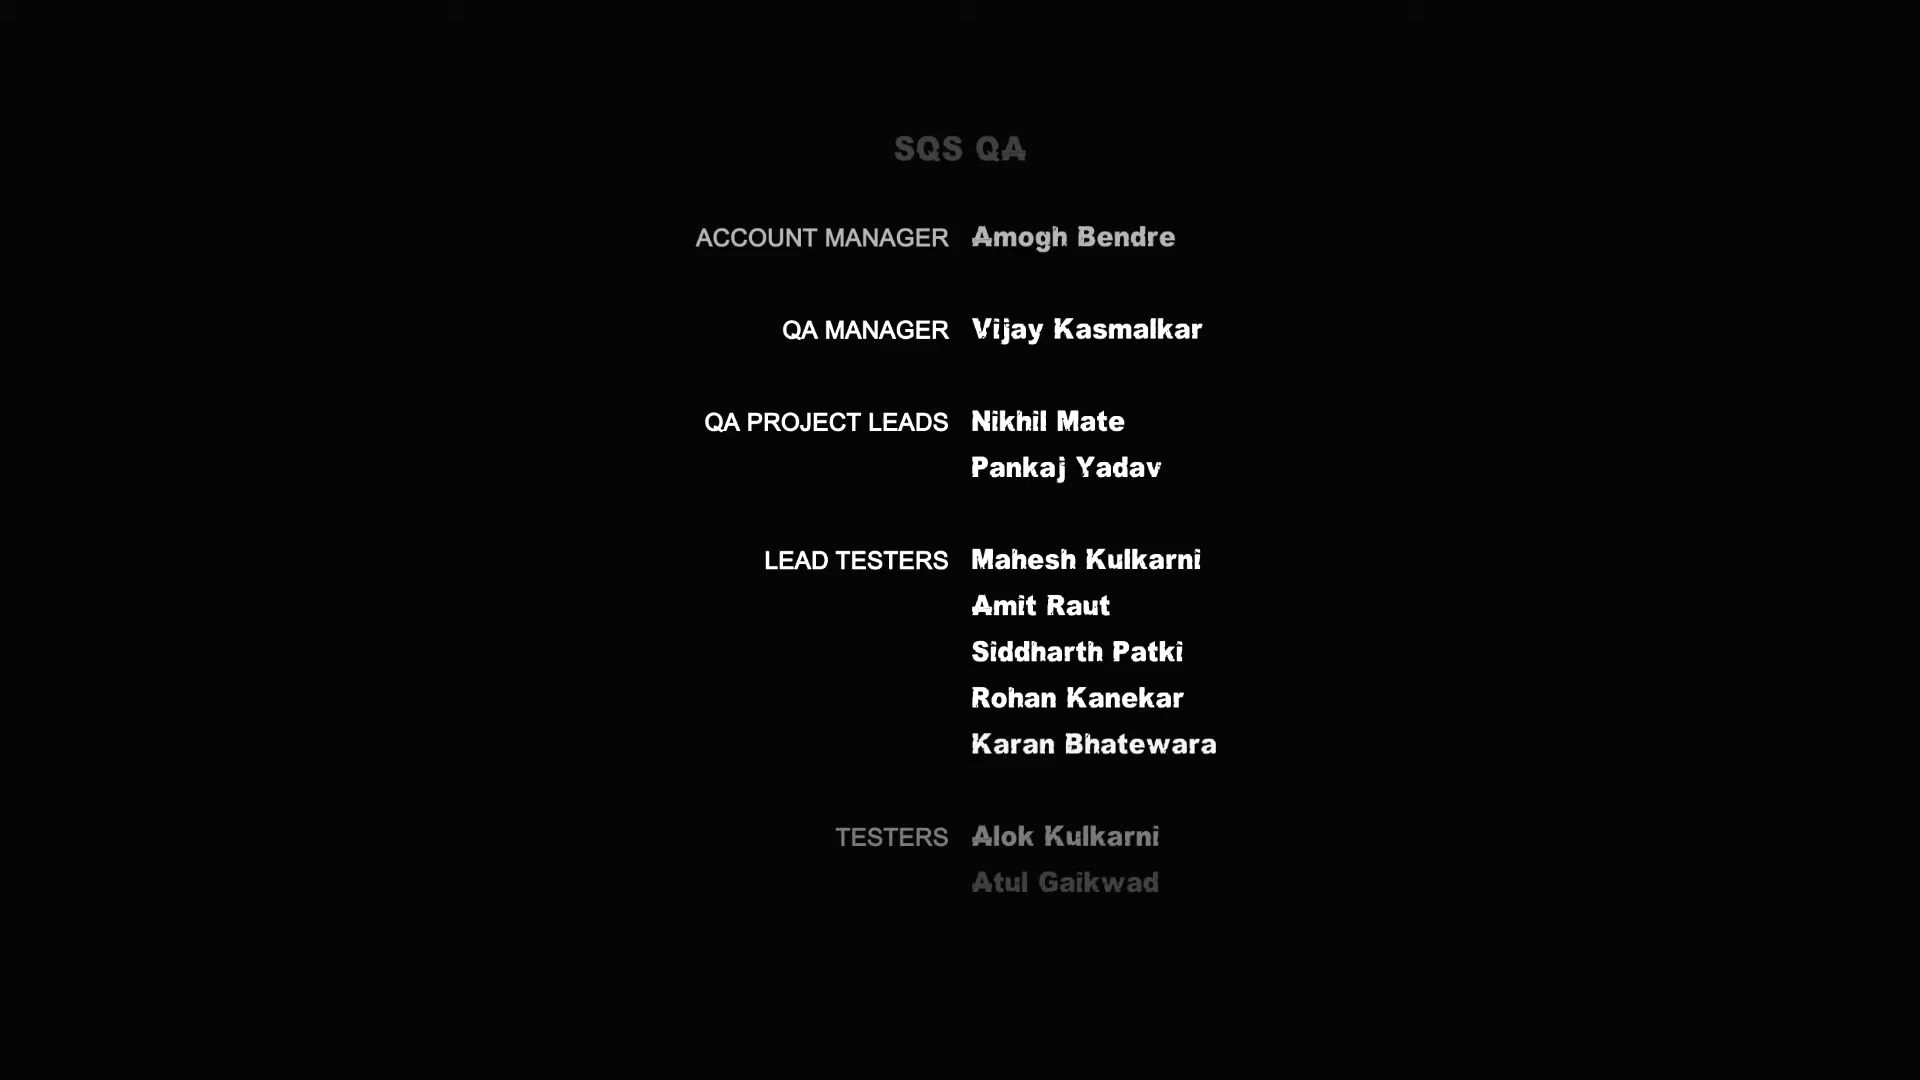 SQS QA
ACCOUNT MANAGER Amogh Bendre
QA MANAGER Vijay Kasmalkar
QA PROJECT LEADS Nikhil Mate
Pankaj Yadav
LEAD TESTERS Mahesh Kulkarni
Amit Raut
Siddharth Patki
Rohan Kanekar
Karan Bhatewara
TESTERS Alok Kulkarni
Atul Gaikwad